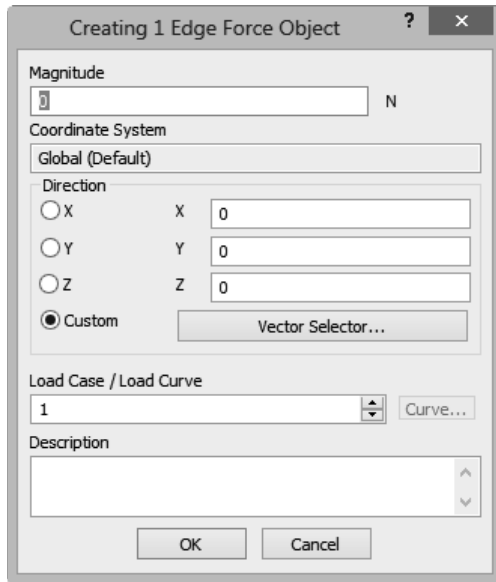 Creating 1 Edge Force Object ? ×
Magnitude
0 N
Coordinate System
Global (Default)
Direction
X X 0
Y Y 0
Z Z 0
Custom Vector Selector...
Load Case / Load Curve
1 Curve...
Description
OK Cancel